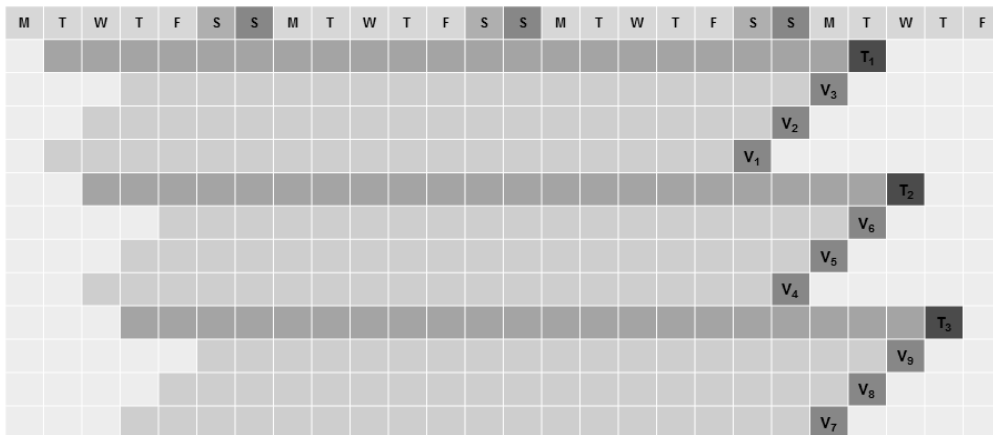 M T W T F S S M T W T F S S M T W T F S S M T W T F
T₁
V₃
V₂
V₁
T₂
V₆
V₅
V₄
T₃
V₉
V₈
V₇